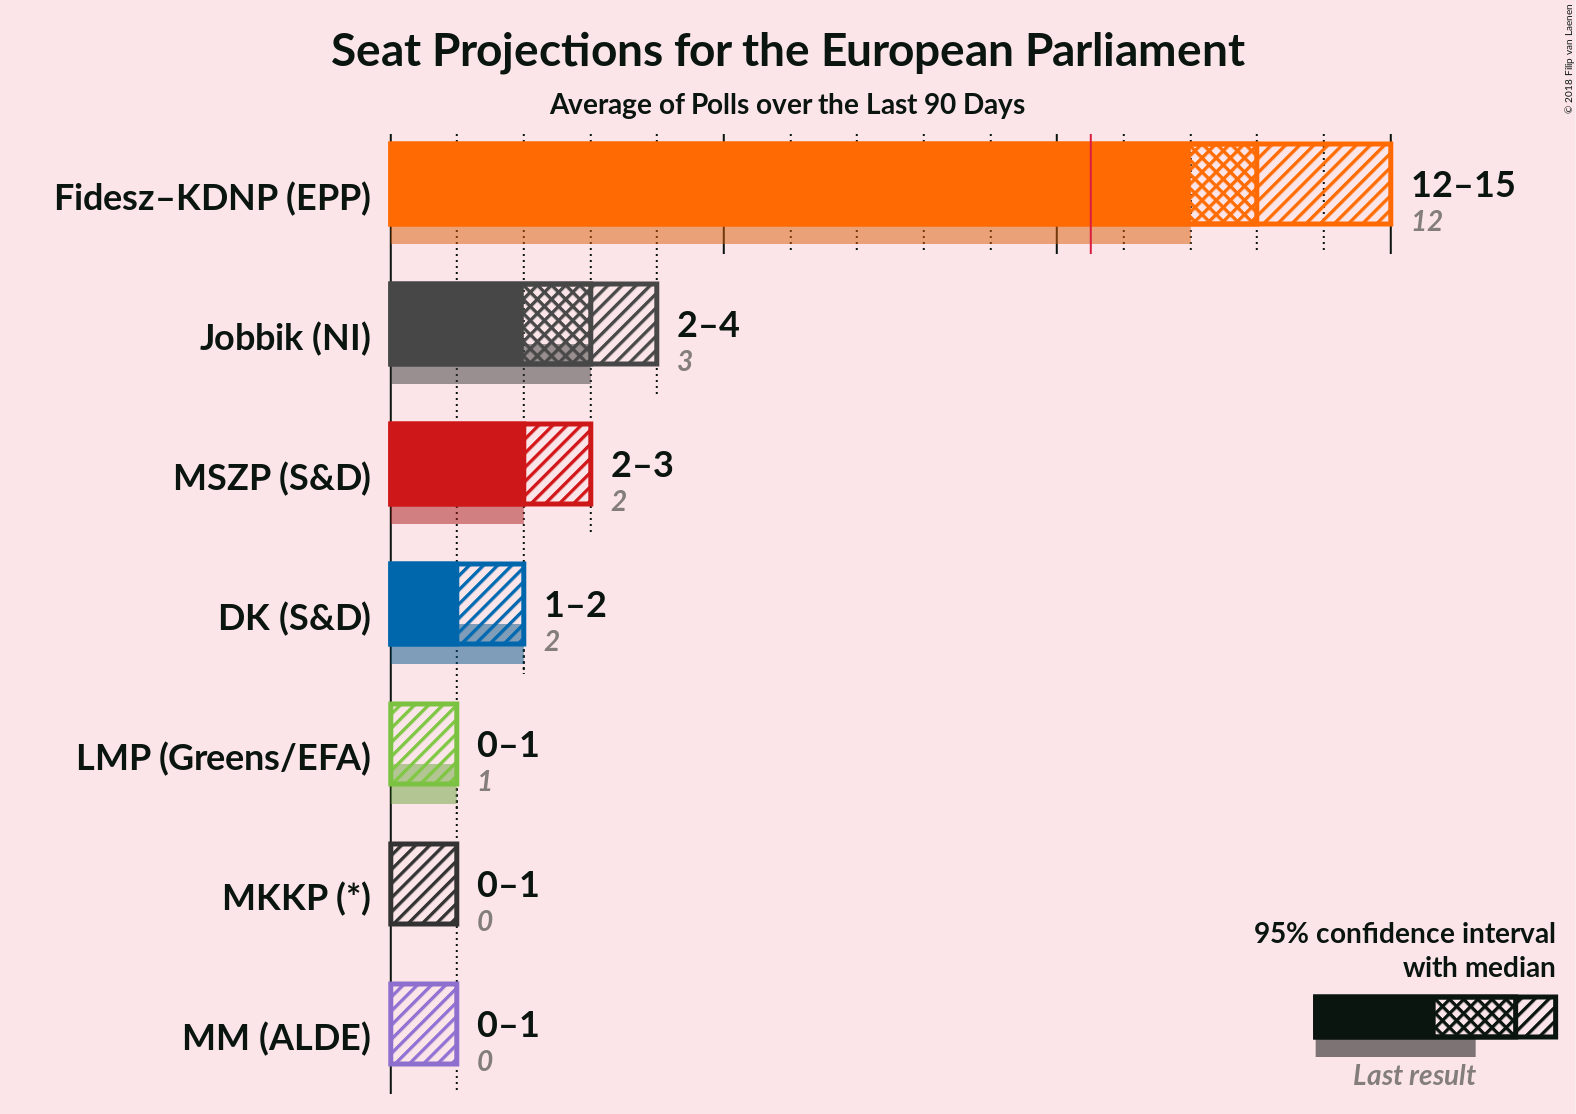 Seat Projections for the European Parliament
Average of Polls over the Last 90 Days
© 2018 Filip van Laenen
Fidesz–KDNP (EPP)
12–15
12
Jobbik (NI)
2–4
3
MSZP (S&D)
2–3
2
DK (S&D)
1–2
2
LMP (Greens/EFA)
0–1
1
MKKP (*)
0–1
0
MM (ALDE)
0–1
0
95% confidence interval
with median
Last result